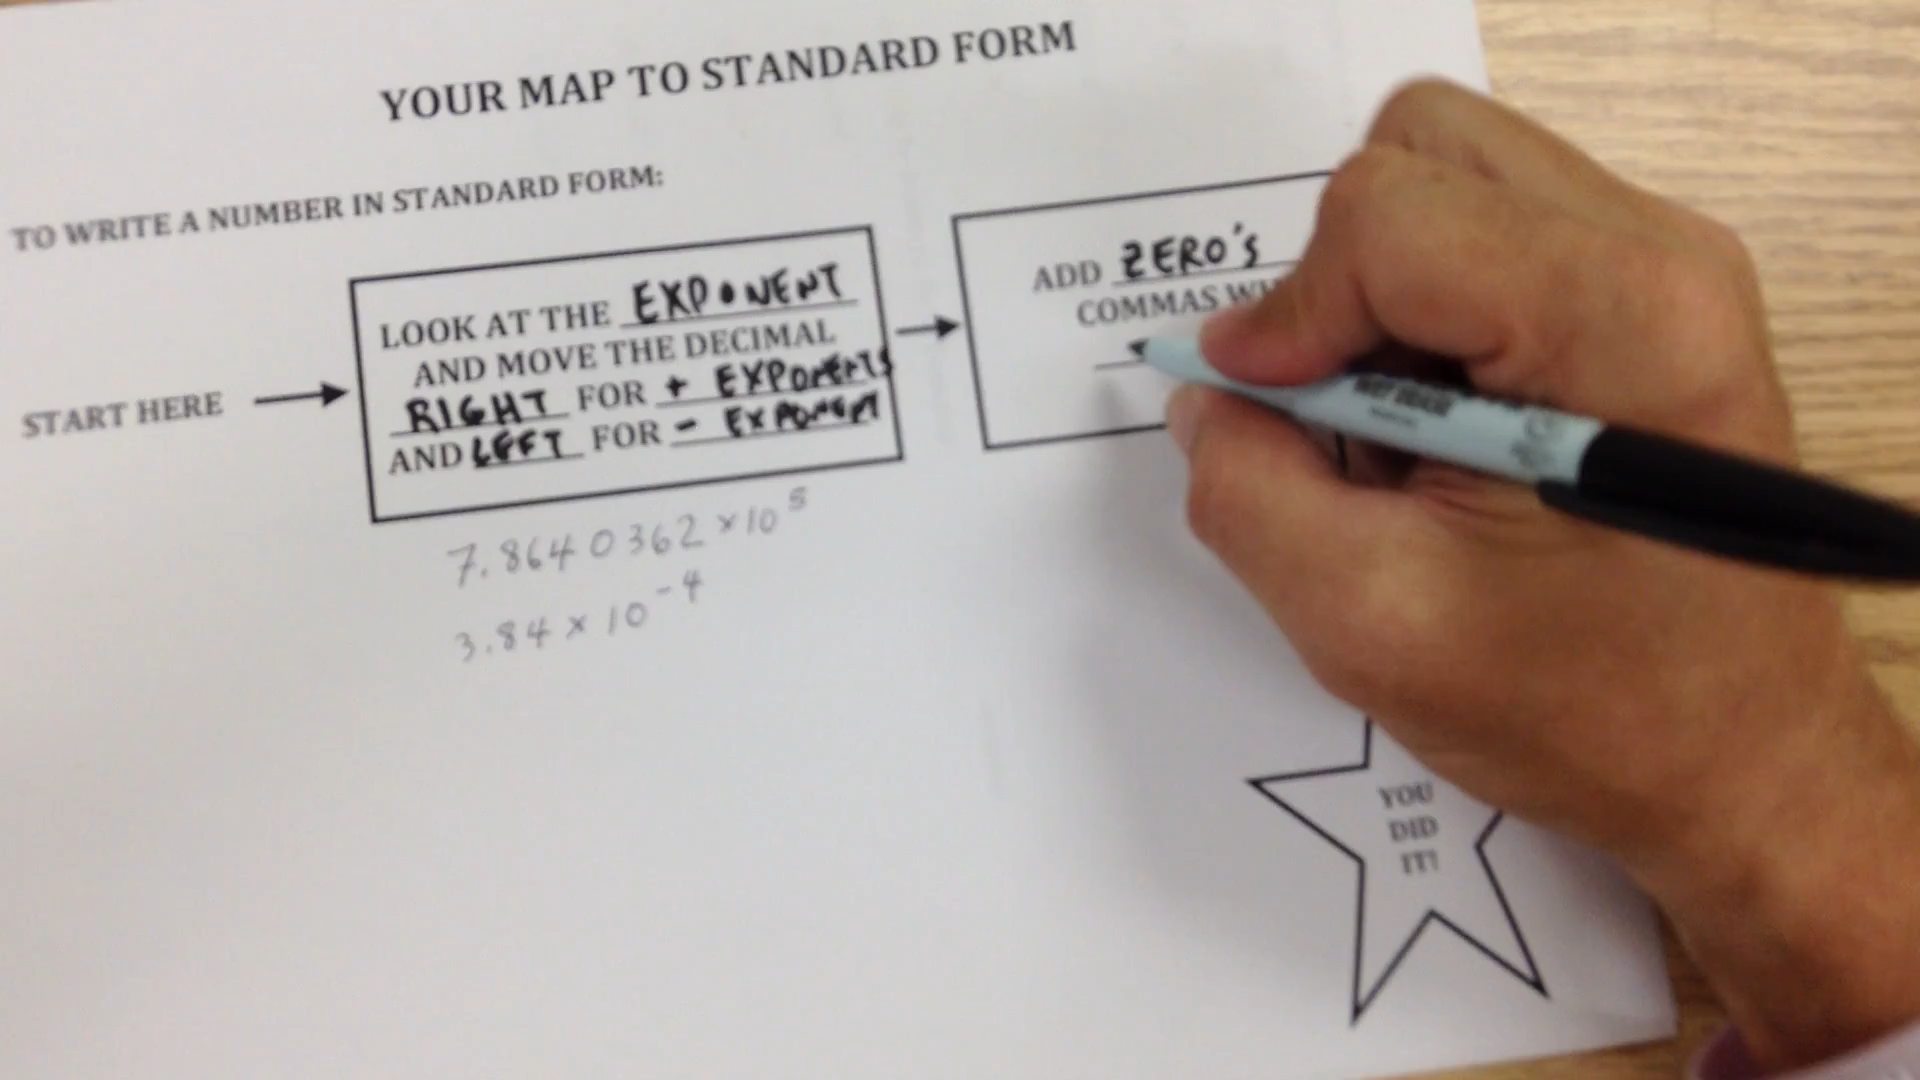 YOUR MAP TO STANDARD FORM
TO WRITE A NUMBER IN STANDARD FORM:
START HERE
LOOK AT THE EXPONENT
AND MOVE THE DECIMAL
RIGHT FOR + EXPONENTS
AND LEFT FOR - EXPONENT
7.8640362 × 10^5
3.84 × 10^-4
ADD ZERO'S
COMMAS
YOU
DID
IT!